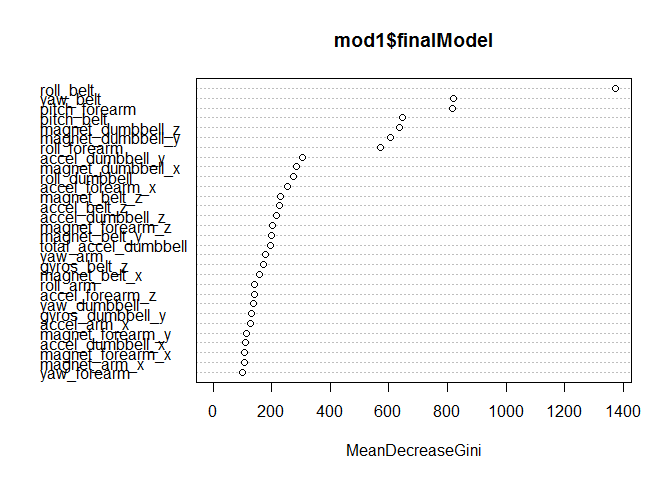 mod1$finalModel
roll_belt
yaw_belt
pitch_forearm
pitch_belt
magnet_dumbbell_z
magnet_dumbbell_y
roll_forearm
accel_dumbbell_y
magnet_dumbbell_x
roll_dumbbell
accel_forearm_x
magnet_belt_z
accel_belt_z
accel_dumbbell_z
magnet_forearm_z
magnet_belt_y
total_accel_dumbbell
yaw_arm
gyros_belt_z
magnet_belt_x
roll_arm
accel_forearm_z
yaw_dumbbell
gyros_dumbbell_y
accel_arm_x
magnet_forearm_y
accel_dumbbell_x
magnet_forearm_x
magnet_arm_x
yaw_forearm
0 200 400 600 800 1000 1200 1400
MeanDecreaseGini